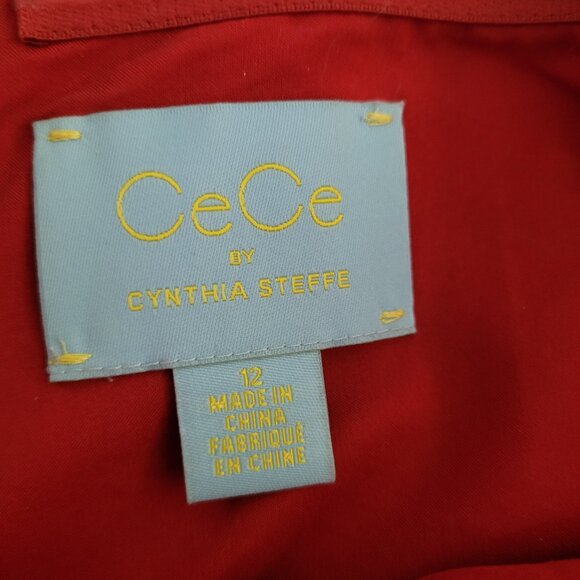 CeCe
BY
CYNTHIA STEFFE
12
MADE IN
CHINA
FABRIQUÉ
EN CHINE